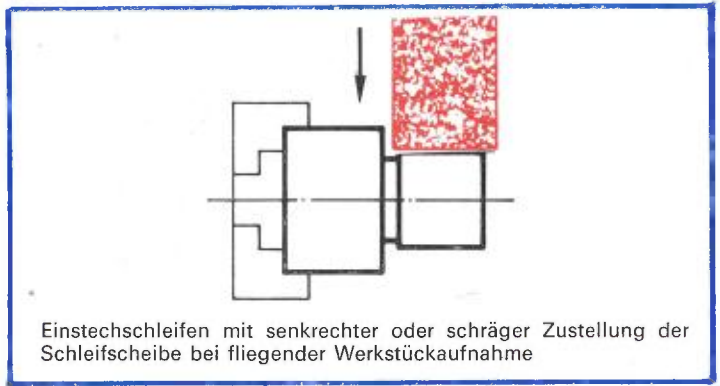 Einstechschleifen mit senkrechter oder schräger Zustellung der
Schleifscheibe bei fliegender Werkstückaufnahme